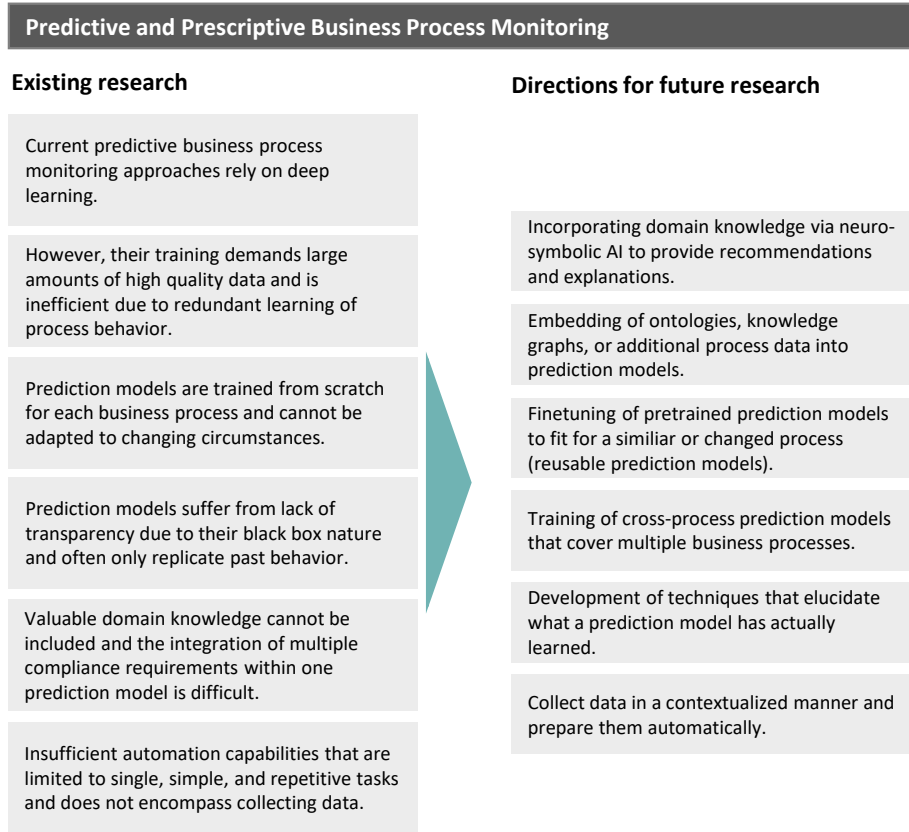 Predictive and Prescriptive Business Process Monitoring
Existing research
Current predictive business process
monitoring approaches rely on deep
learning.
However, their training demands large
amounts of high quality data and is
inefficient due to redundant learning of
process behavior.
Prediction models are trained from scratch
for each business process and cannot be
adapted to changing circumstances.
Prediction models suffer from lack of
transparency due to their black box nature
and often only replicate past behavior.
Valuable domain knowledge cannot be
included and the integration of multiple
compliance requirements within one
prediction model is difficult.
Insufficient automation capabilities that are
limited to single, simple, and repetitive tasks
and does not encompass collecting data.
Directions for future research
Incorporating domain knowledge via neuro-
symbolic AI to provide recommendations
and explanations.
Embedding of ontologies, knowledge
graphs, or additional process data into
prediction models.
Finetuning of pretrained prediction models
to fit for a similiar or changed process
(reusable prediction models).
Training of cross-process prediction models
that cover multiple business processes.
Development of techniques that elucidate
what a prediction model has actually
learned.
Collect data in a contextualized manner and
prepare them automatically.